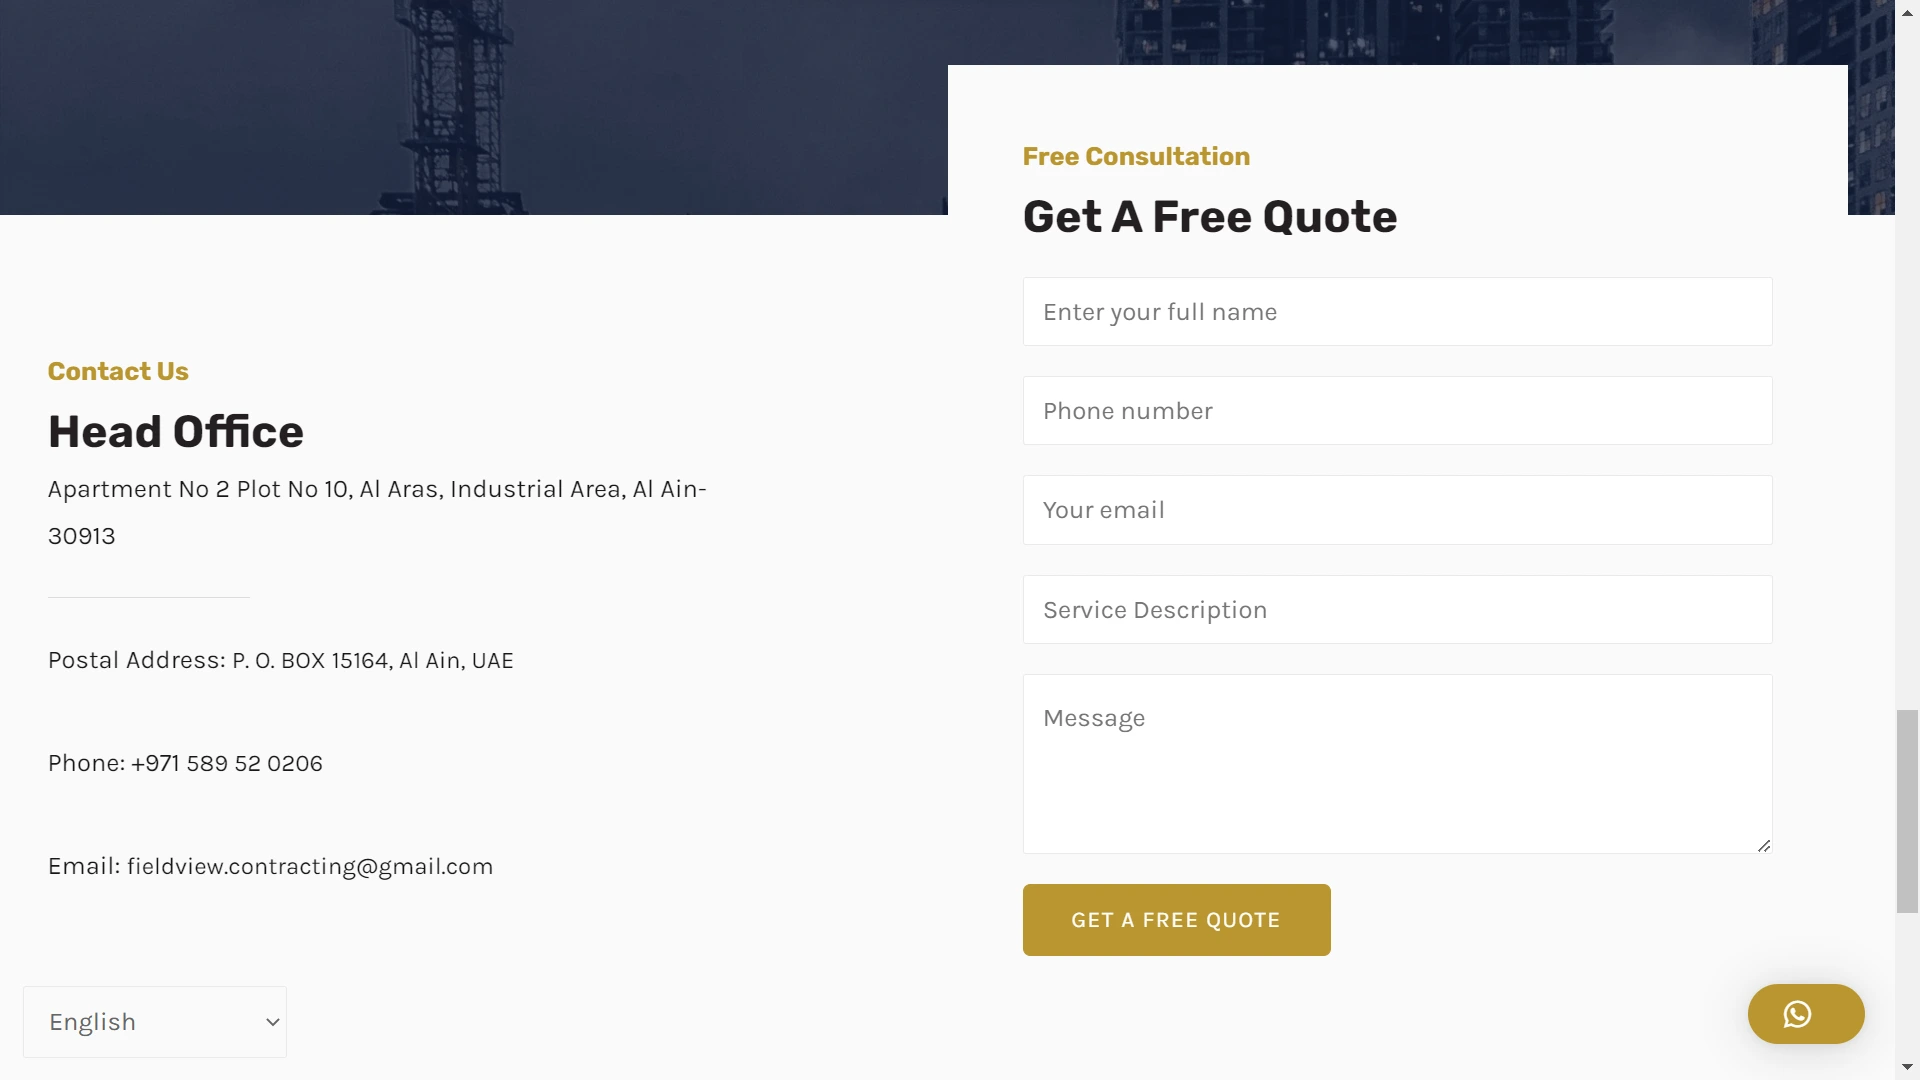 Free Consultation
Get A Free Quote
Enter your full name
Phone number
Your email
Service Description
Message
GET A FREE QUOTE
Contact Us
Head Office
Apartment No 2 Plot No 10, Al Aras, Industrial Area, Al Ain-
30913
Postal Address: P. O. BOX 15164, Al Ain, UAE
Phone: +971 589 52 0206
Email: fieldview.contracting@gmail.com
English